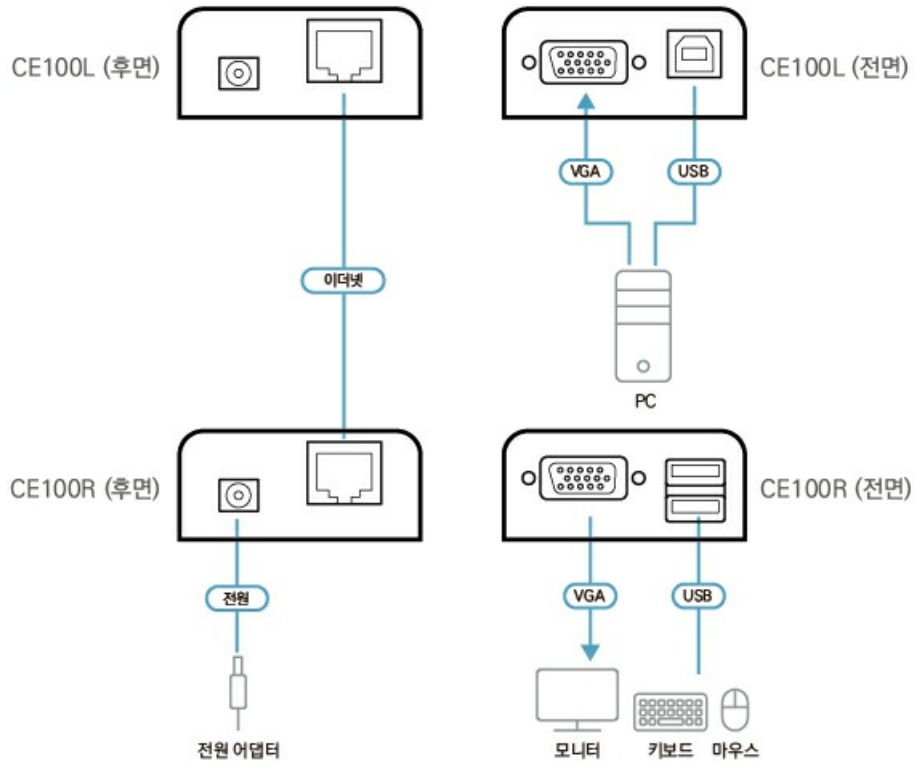 CE100L (후면)
CE100L (전면)
VGA
USB
이더넷
PC
CE100R (후면)
CE100R (전면)
전원
VGA
USB
전원 어댑터
모니터
키보드
마우스